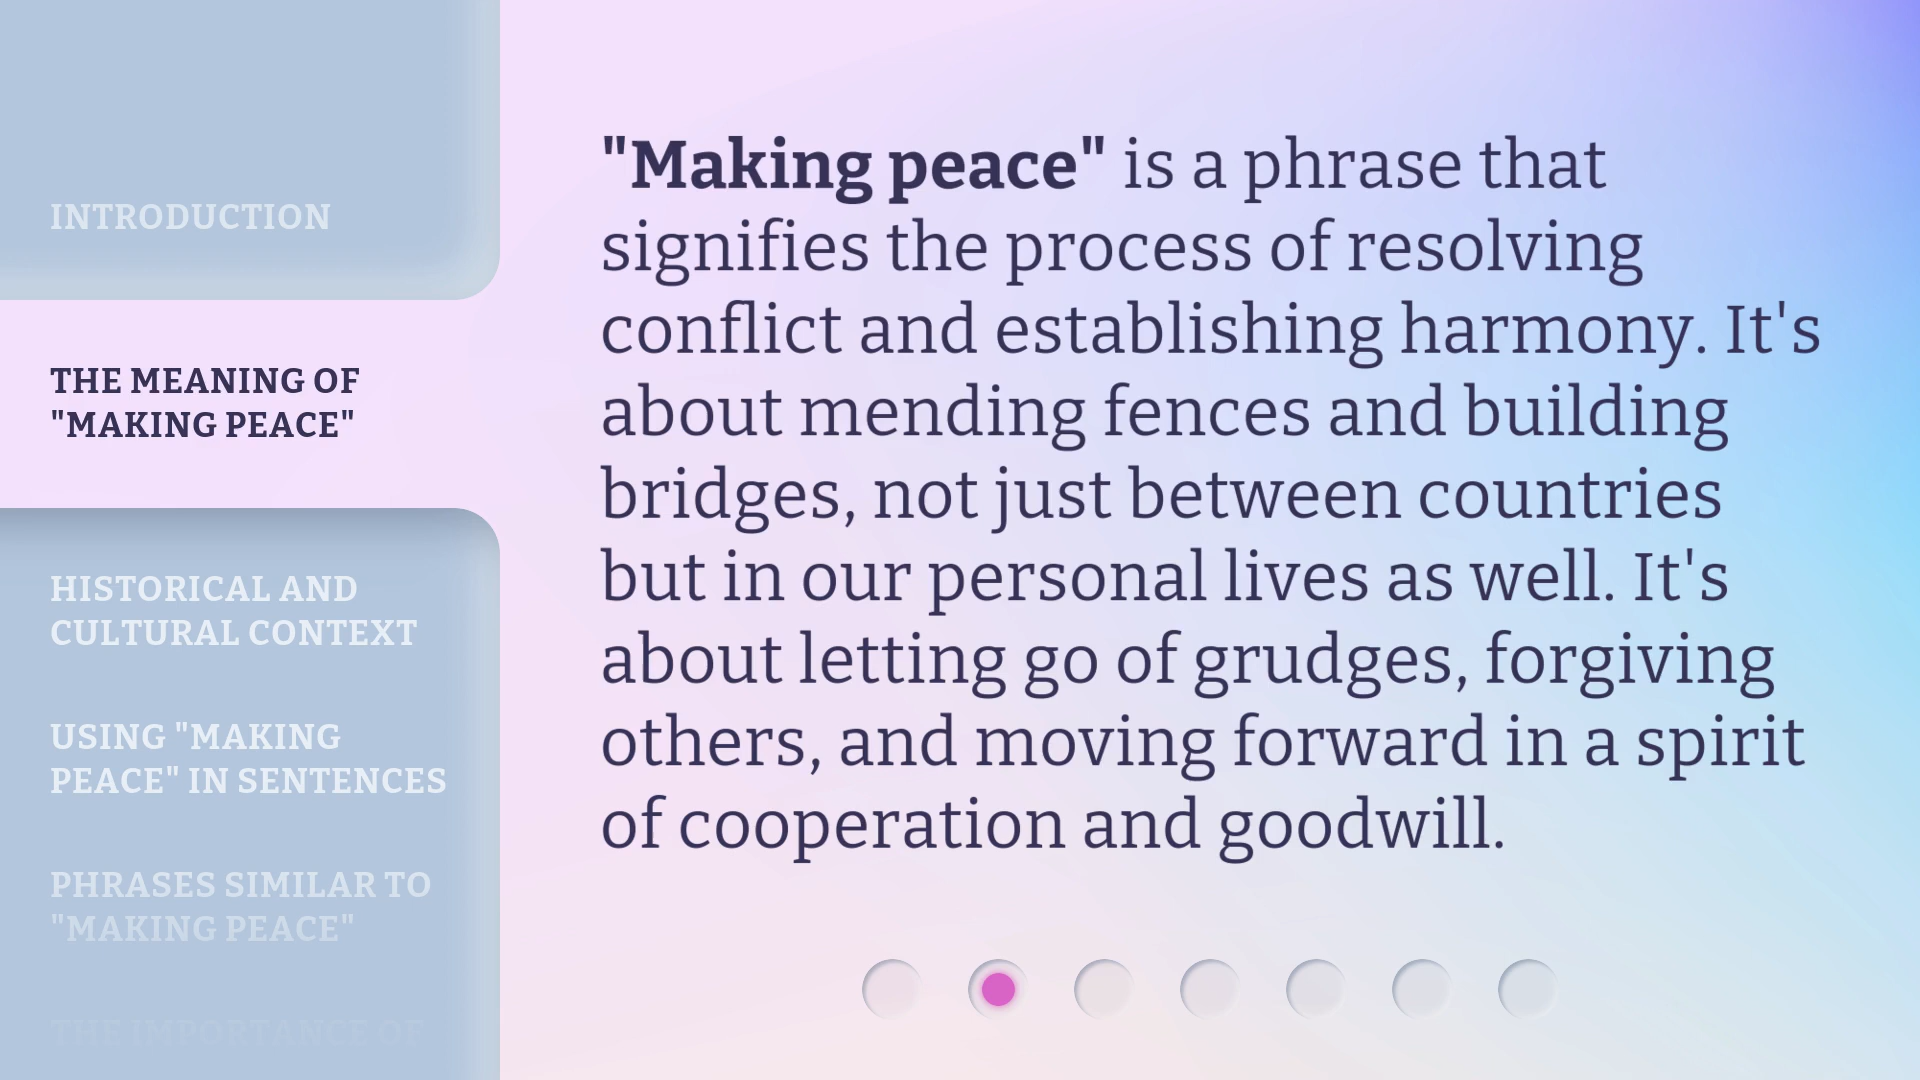 INTRODUCTION
THE MEANING OF
"MAKING PEACE"
HISTORICAL AND
CULTURAL CONTEXT
USING "MAKING
PEACE" IN SENTENCES
PHRASES SIMILAR TO
"MAKING PEACE"
THE IMPORTANCE OF
"Making peace" is a phrase that
signifies the process of resolving
conflict and establishing harmony. It's
about mending fences and building
bridges, not just between countries
but in our personal lives as well. It's
about letting go of grudges, forgiving
others, and moving forward in a spirit
of cooperation and goodwill.